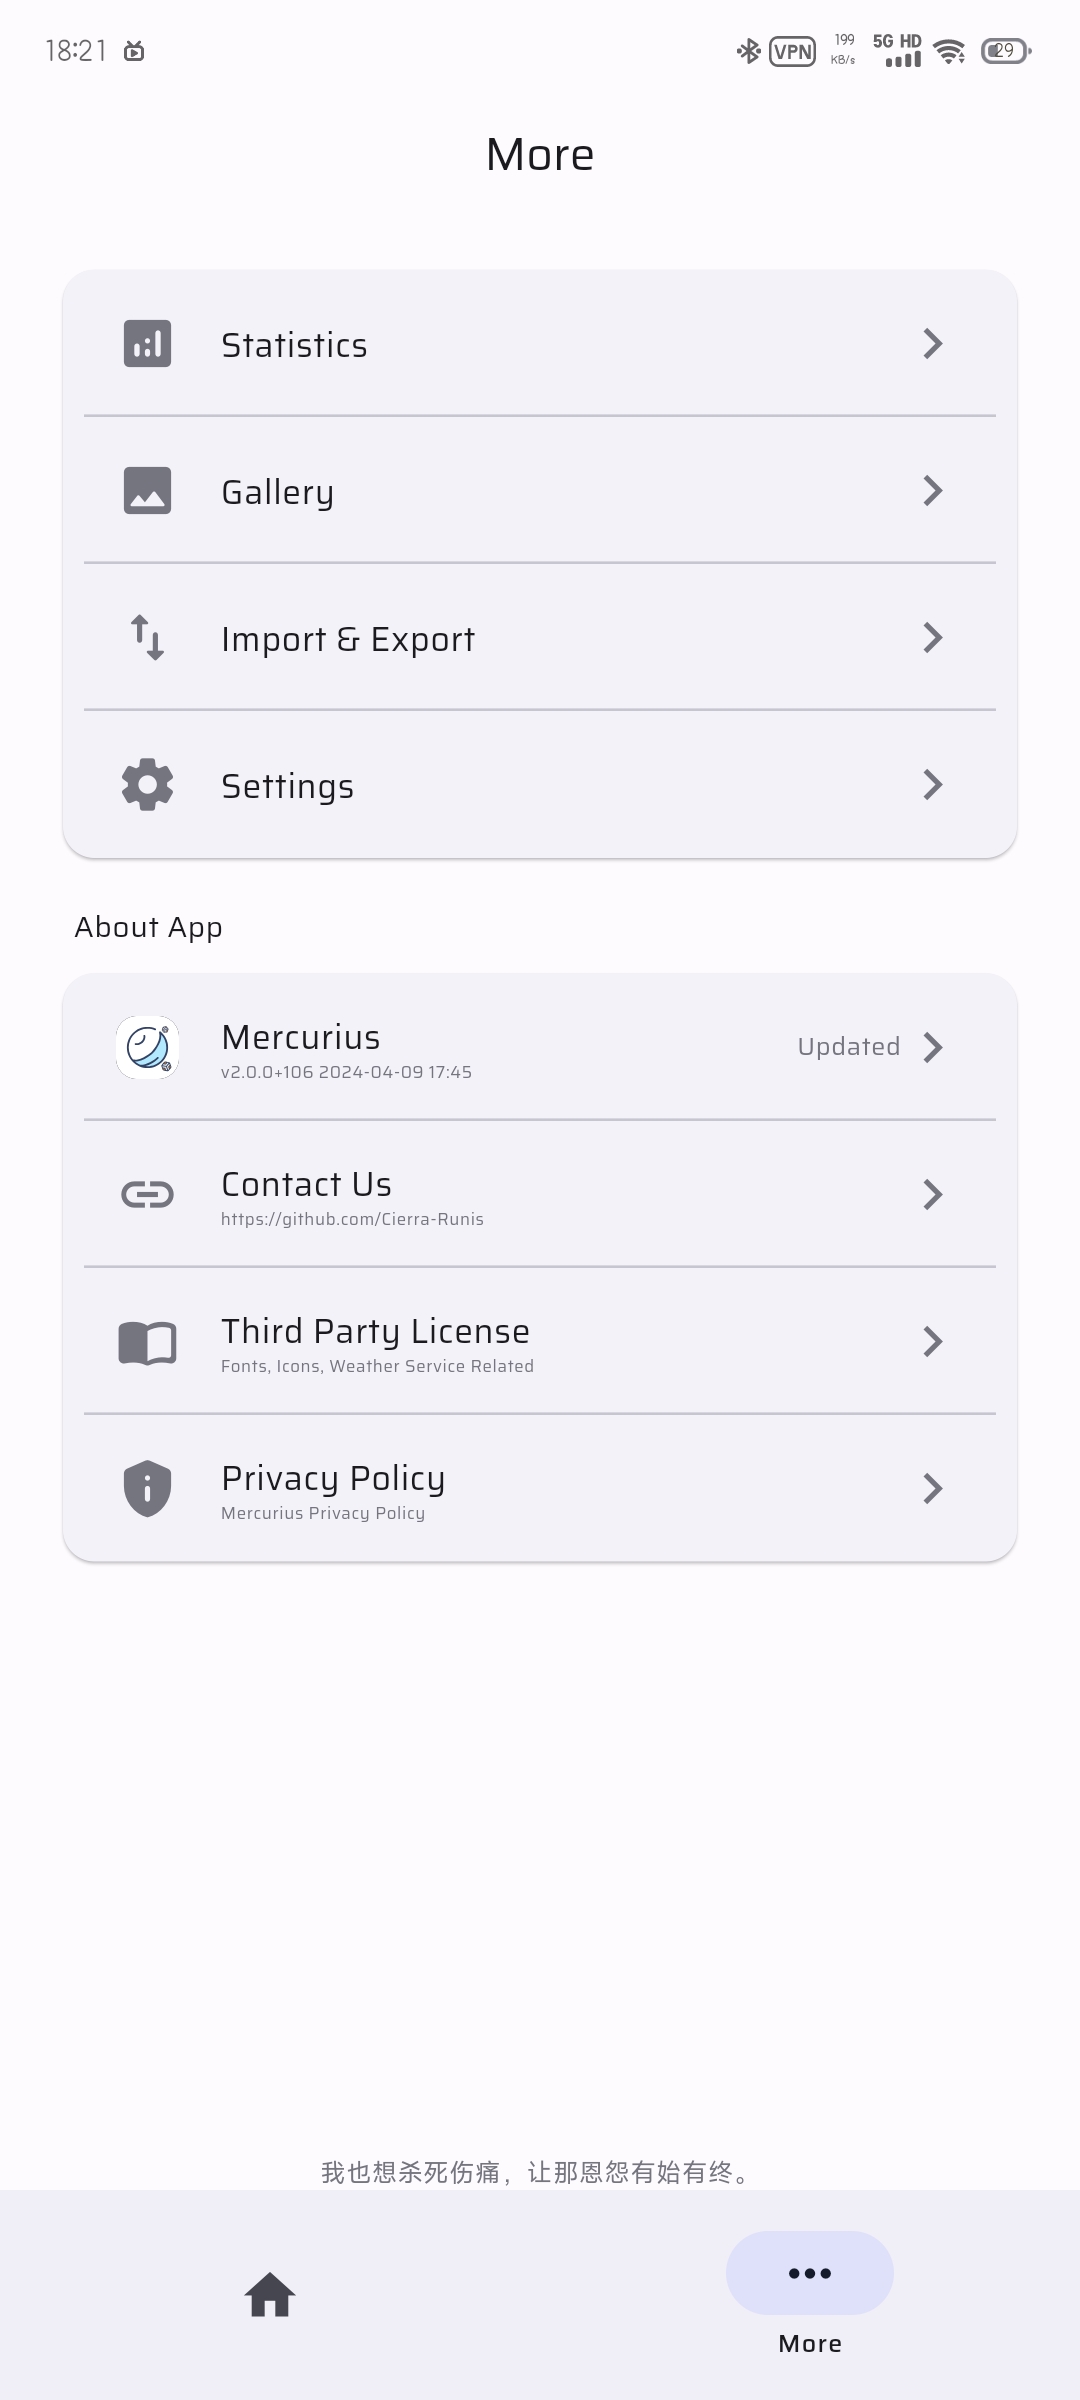 18:21
VPN
199
KB/s
5G HD
29
More
Statistics
Gallery
Import & Export
Settings
About App
Mercurius
v2.0.0+106 2024-04-09 17:45
Updated
Contact Us
https://github.com/Cierra-Runis
Third Party License
Fonts, Icons, Weather Service Related
Privacy Policy
Mercurius Privacy Policy
我也想杀死伤痛，让那恩怨有始有终。
More